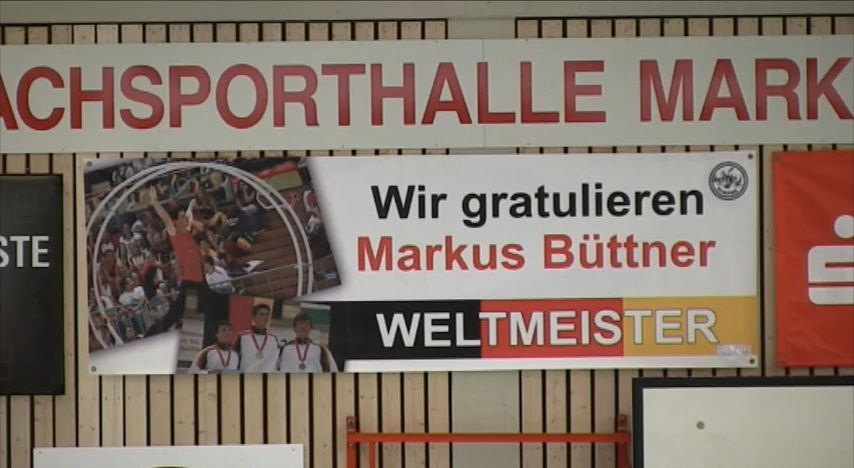 ACHSPORTHALLE MARK
Wir gratulieren
Markus Büttner
WELTMEISTER
STE